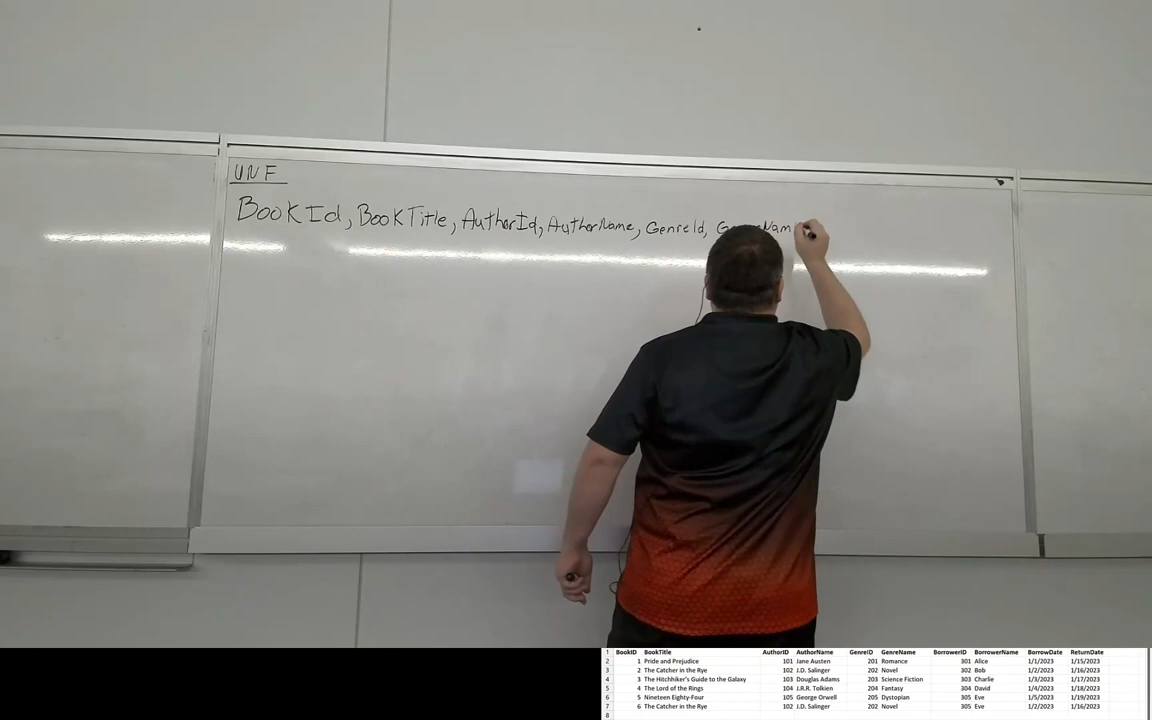 UNF
BookId, BookTitle, AuthorId, AuthorName, GenreId,
1 BookID BookTitle AuthorID AuthorName GenreID GenreName BorrowerID BorrowerName BorrowDate ReturnDate
2 1 Pride and Prejudice 101 Jane Austen 201 Romance 301 Alice 1/1/2023 1/15/2023
3 2 The Catcher in the Rye 102 J.D. Salinger 202 Novel 302 Bob 1/2/2023 1/16/2023
4 3 The Hitchhiker's Guide to the Galaxy 103 Douglas Adams 203 Science Fiction 303 Charlie 1/3/2023 1/17/2023
5 4 The Lord of the Rings 104 J.R.R. Tolkien 204 Fantasy 304 David 1/4/2023 1/18/2023
6 5 Nineteen Eighty-Four 105 George Orwell 205 Dystopian 305 Eve 1/5/2023 1/19/2023
7 6 The Catcher in the Rye 102 J.D. Salinger 202 Novel 305 Eve 1/2/2023 1/16/2023
8